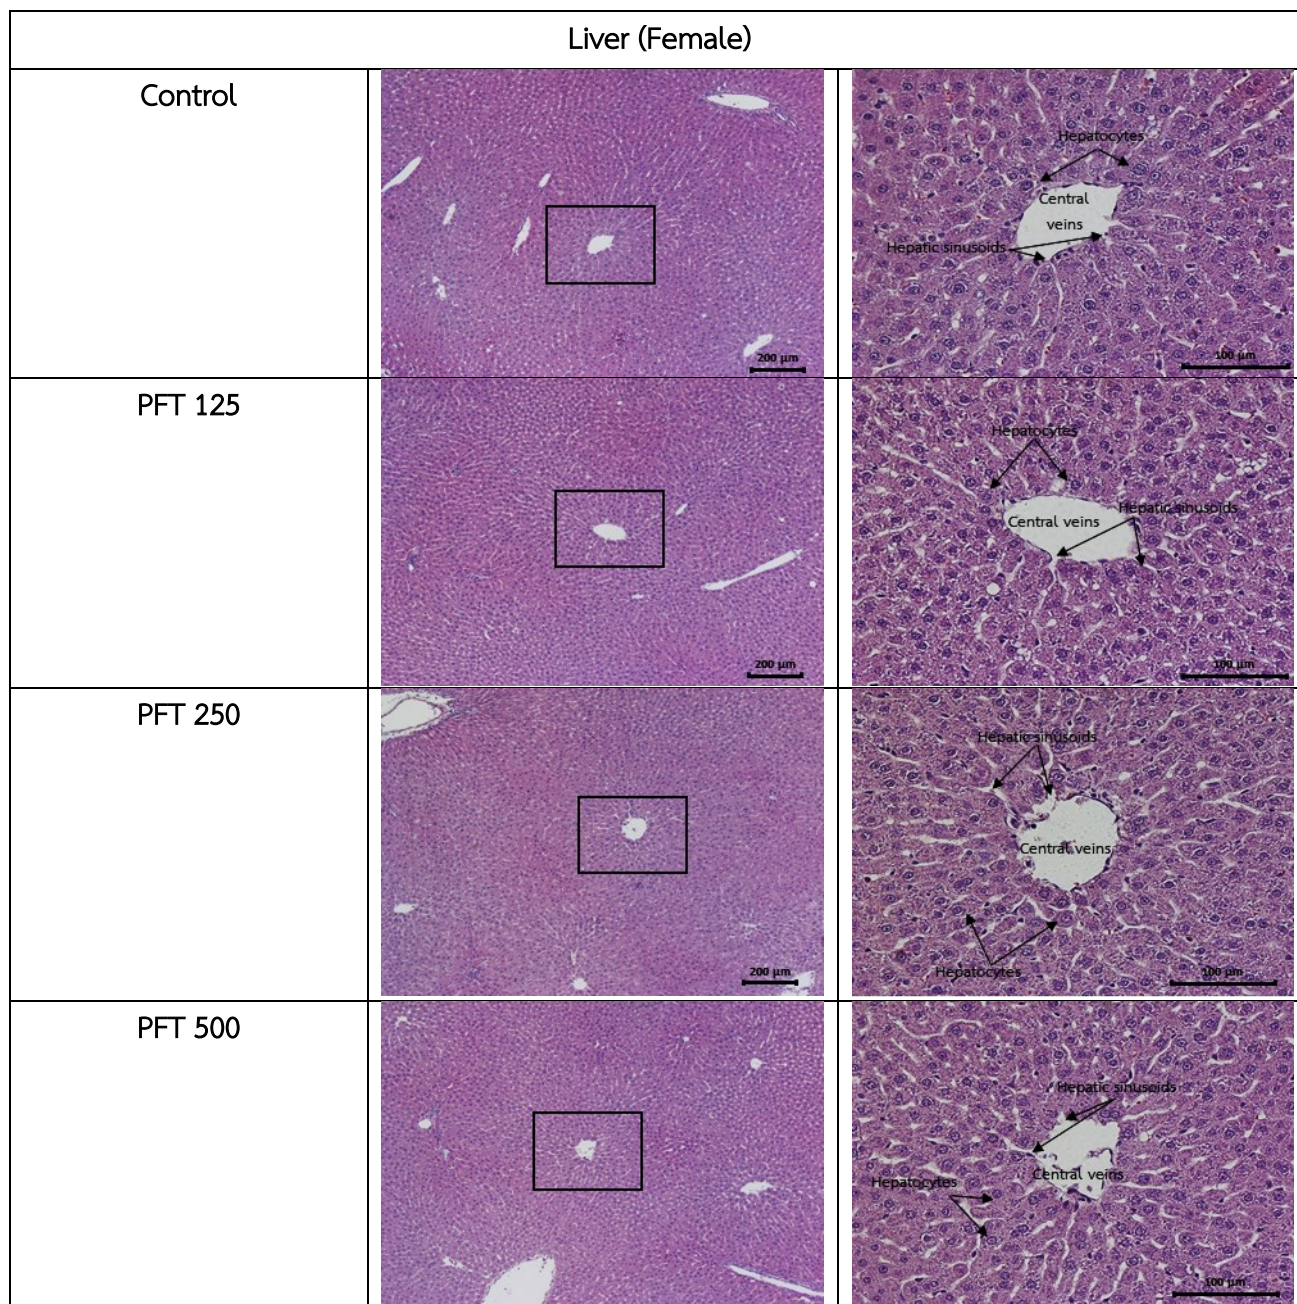 Liver (Female)
Control
200 μm
Hepatocytes
Central
veins
Hepatic sinusoids
100 μm
PFT 125
200 μm
Hepatocytes
Hepatic sinusoids
Central veins
100 μm
PFT 250
200 μm
Hepatic sinusoids
Central veins
Hepatocytes
100 μm
PFT 500
Hepatic sinusoids
Central veins
Hepatocytes
100 μm